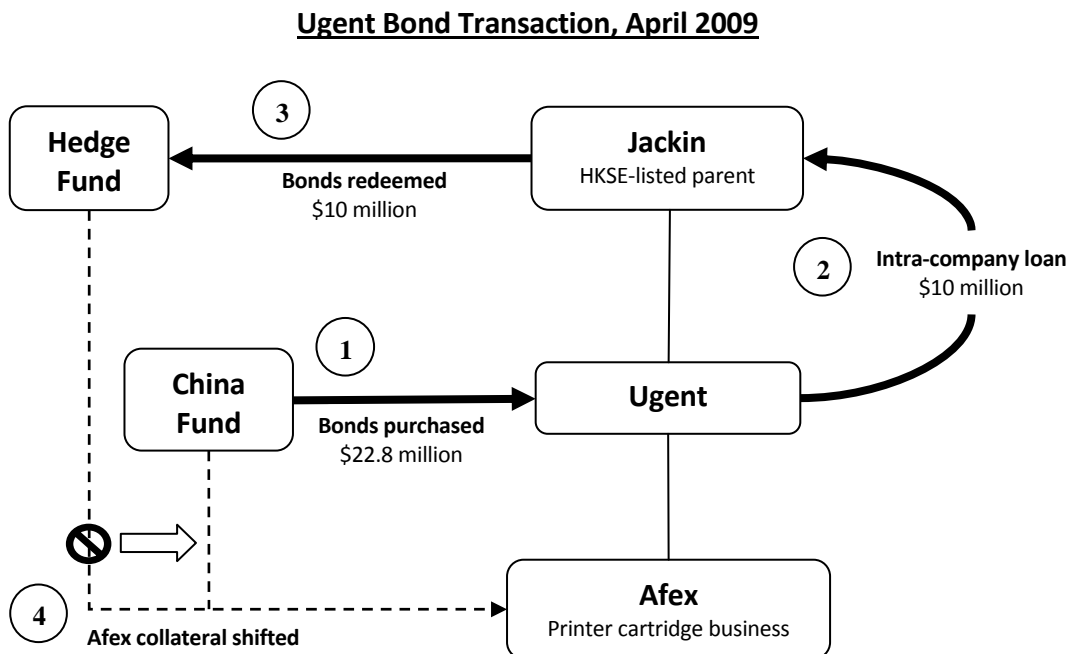 Ugent Bond Transaction, April 2009
3
Hedge
Fund
Jackin
HKSE-listed parent
Bonds redeemed
$10 million
2
Intra-company loan
$10 million
1
China
Fund
Ugent
Bonds purchased
$22.8 million
4
Afex collateral shifted
Afex
Printer cartridge business